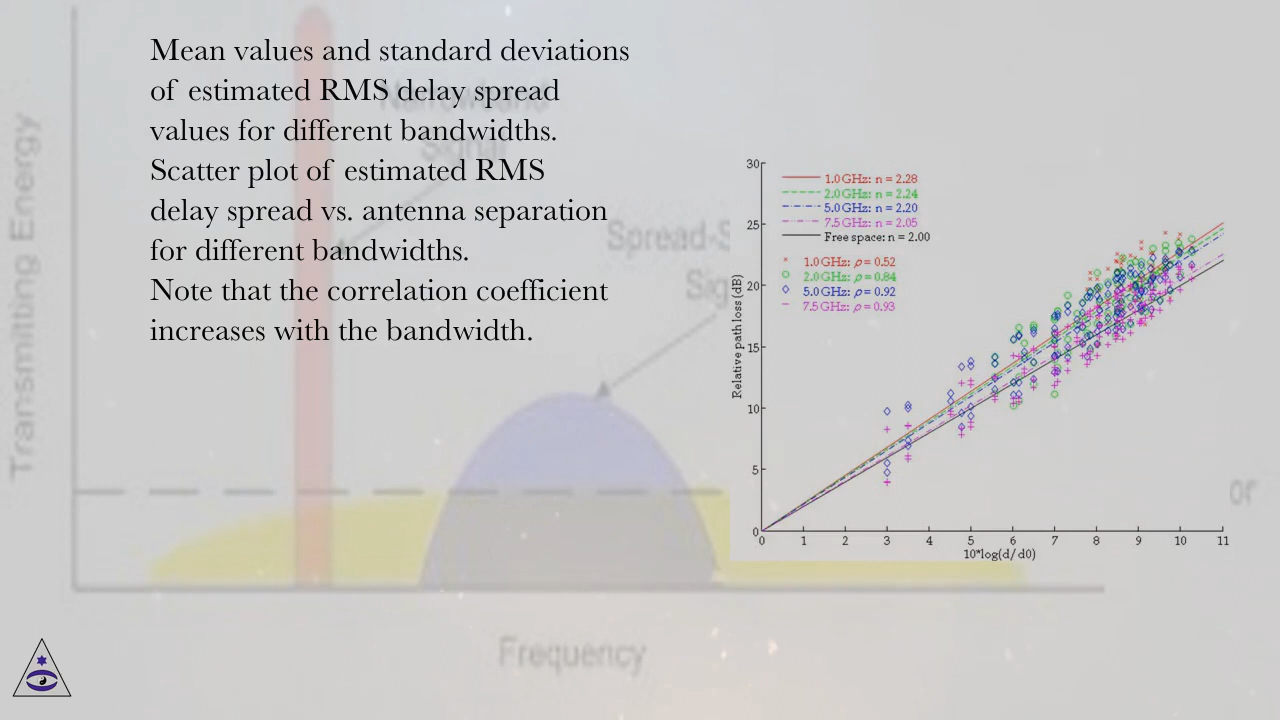 Mean values and standard deviations
of estimated RMS delay spread
values for different bandwidths.
Scatter plot of estimated RMS
delay spread vs. antenna separation
for different bandwidths.
Note that the correlation coefficient
increases with the bandwidth.
Transmitting Energy
Narrowband
Signal
Spread-S
Sig
of
Frequency
30
25
20
15
10
5
0
Relative path loss (dB)
1.0 GHz: n = 2.28
2.0 GHz: n = 2.24
5.0 GHz: n = 2.20
7.5 GHz: n = 2.05
Free space: n = 2.00
1.0 GHz: ρ = 0.52
2.0 GHz: ρ = 0.84
5.0 GHz: ρ = 0.92
7.5 GHz: ρ = 0.93
0 1 2 3 4 5 6 7 8 9 10 11
10*log(d/d0)